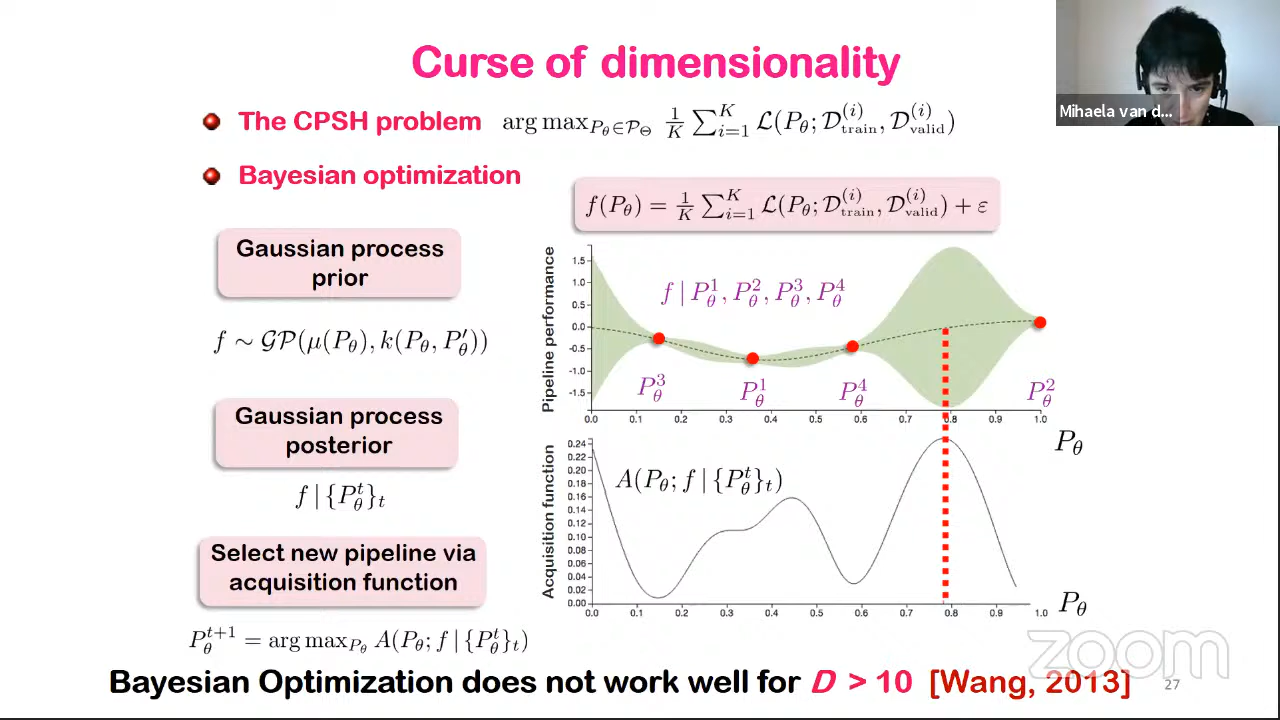 Curse of dimensionality
Mihaela van d...
The CPSH problem arg max_{P_θ∈𝒫_Θ} 1/K ∑_{i=1}^{K} ℒ(P_θ; 𝒟_train^{(i)}, 𝒟_valid^{(i)})
Bayesian optimization
f(P_θ) = 1/K ∑_{i=1}^{K} ℒ(P_θ; 𝒟_train^{(i)}, 𝒟_valid^{(i)}) + ε
Gaussian process
prior
f ∼ 𝒢𝒫(μ(P_θ), k(P_θ, P′_θ))
Gaussian process
posterior
f | {P_θ^t}_t
Select new pipeline via
acquisition function
P_θ^{t+1} = arg max_{P_θ} A(P_θ; f | {P_θ^t}_t)
Pipeline performance
1.5
1.0
0.5
0.0
-0.5
-1.0
-1.5
f | P_θ^1, P_θ^2, P_θ^3, P_θ^4
P_θ^3 P_θ^1 P_θ^4 P_θ^2
0.0 0.1 0.2 0.3 0.4 0.5 0.6 0.7 0.8 0.9 1.0
P_θ
Acquisition function
0.24
0.22
0.20
0.18
0.16
0.14
0.12
0.10
0.08
0.06
0.04
0.02
0.00
A(P_θ; f | {P_θ^t}_t)
0.0 0.1 0.2 0.3 0.4 0.5 0.6 0.7 0.8 0.9 1.0
P_θ
zoom
Bayesian Optimization does not work well for D > 10 [Wang, 2013]
27